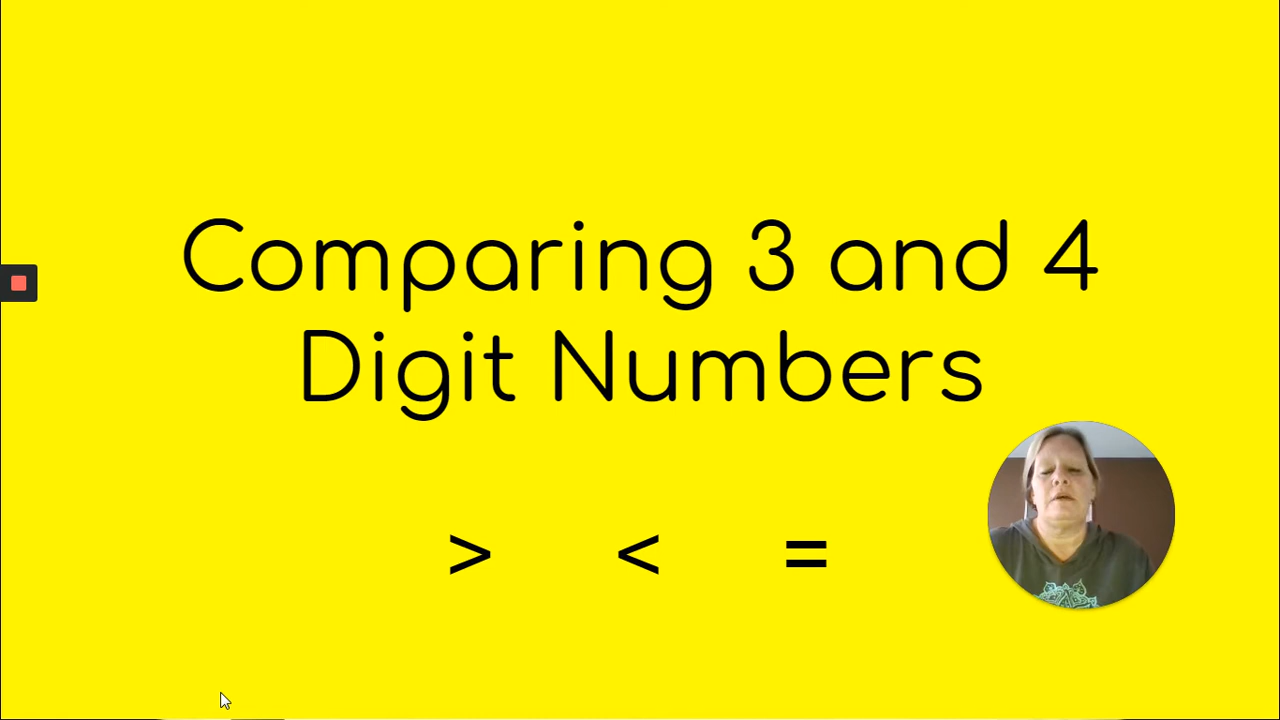 Comparing 3 and 4
Digit Numbers
> < =